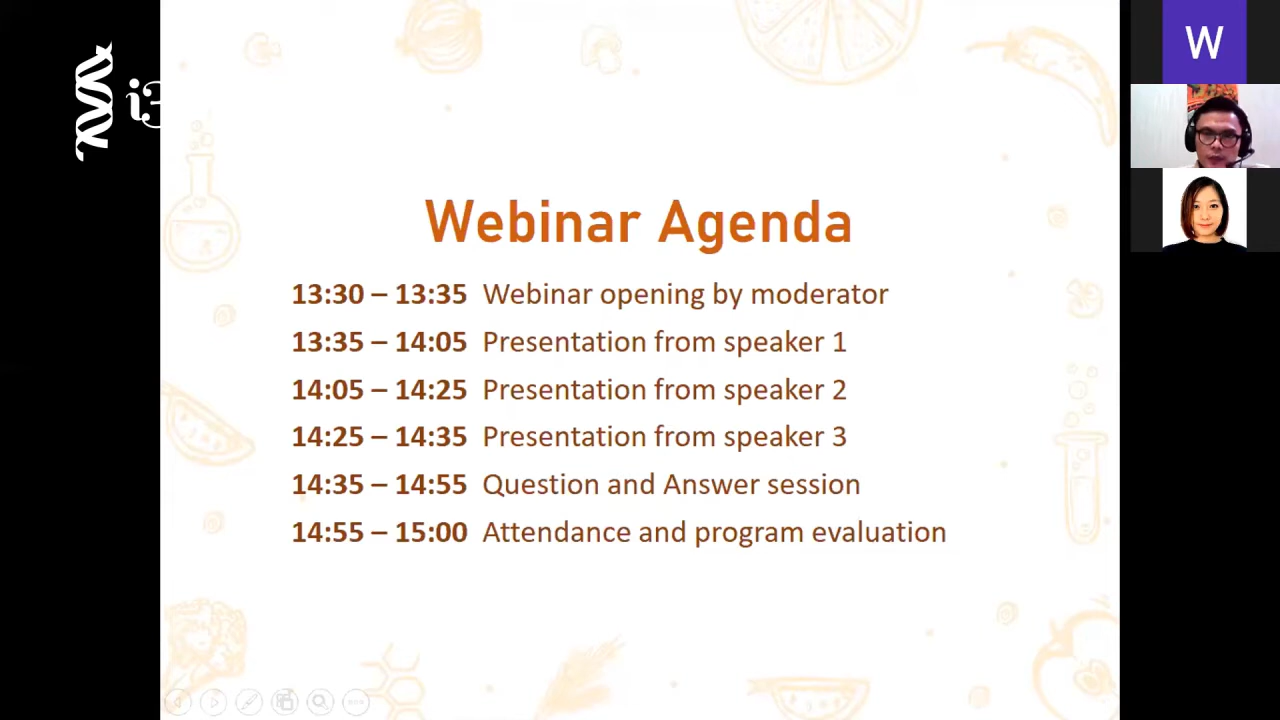 i3
W
Webinar Agenda
13:30 – 13:35 Webinar opening by moderator
13:35 – 14:05 Presentation from speaker 1
14:05 – 14:25 Presentation from speaker 2
14:25 – 14:35 Presentation from speaker 3
14:35 – 14:55 Question and Answer session
14:55 – 15:00 Attendance and program evaluation